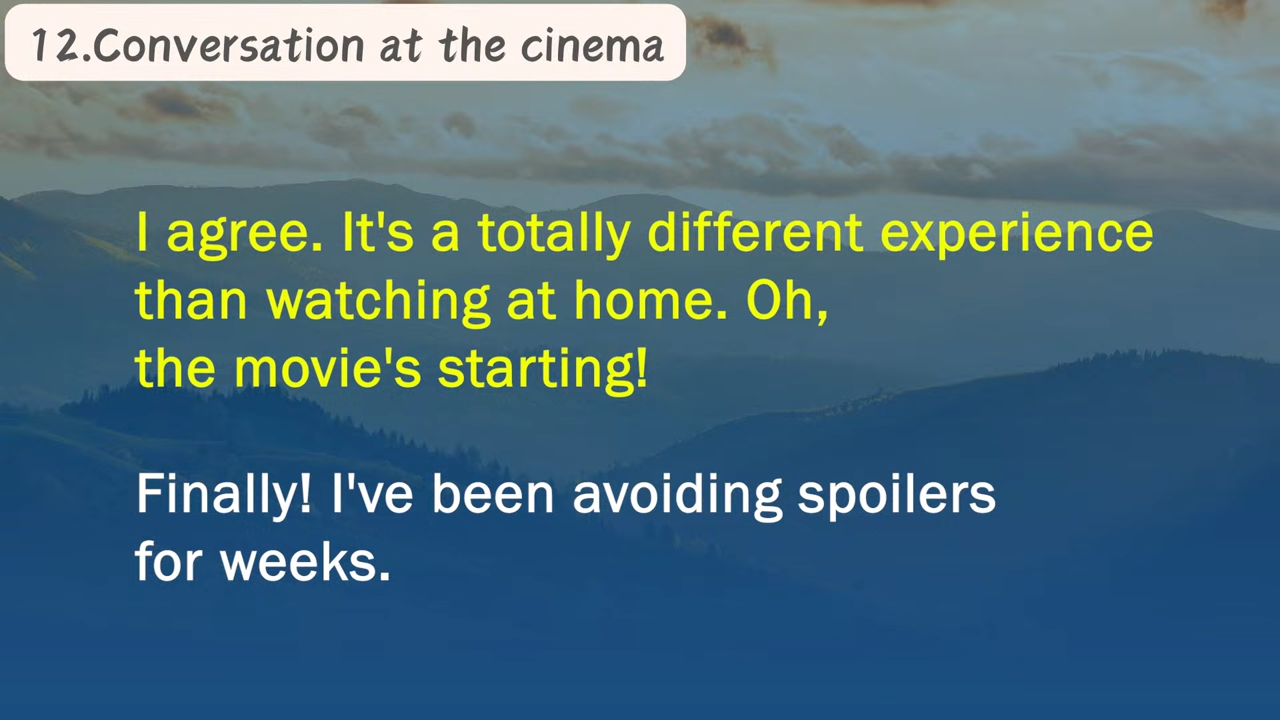 12.Conversation at the cinema
I agree. It's a totally different experience
than watching at home. Oh,
the movie's starting!
Finally! I've been avoiding spoilers
for weeks.